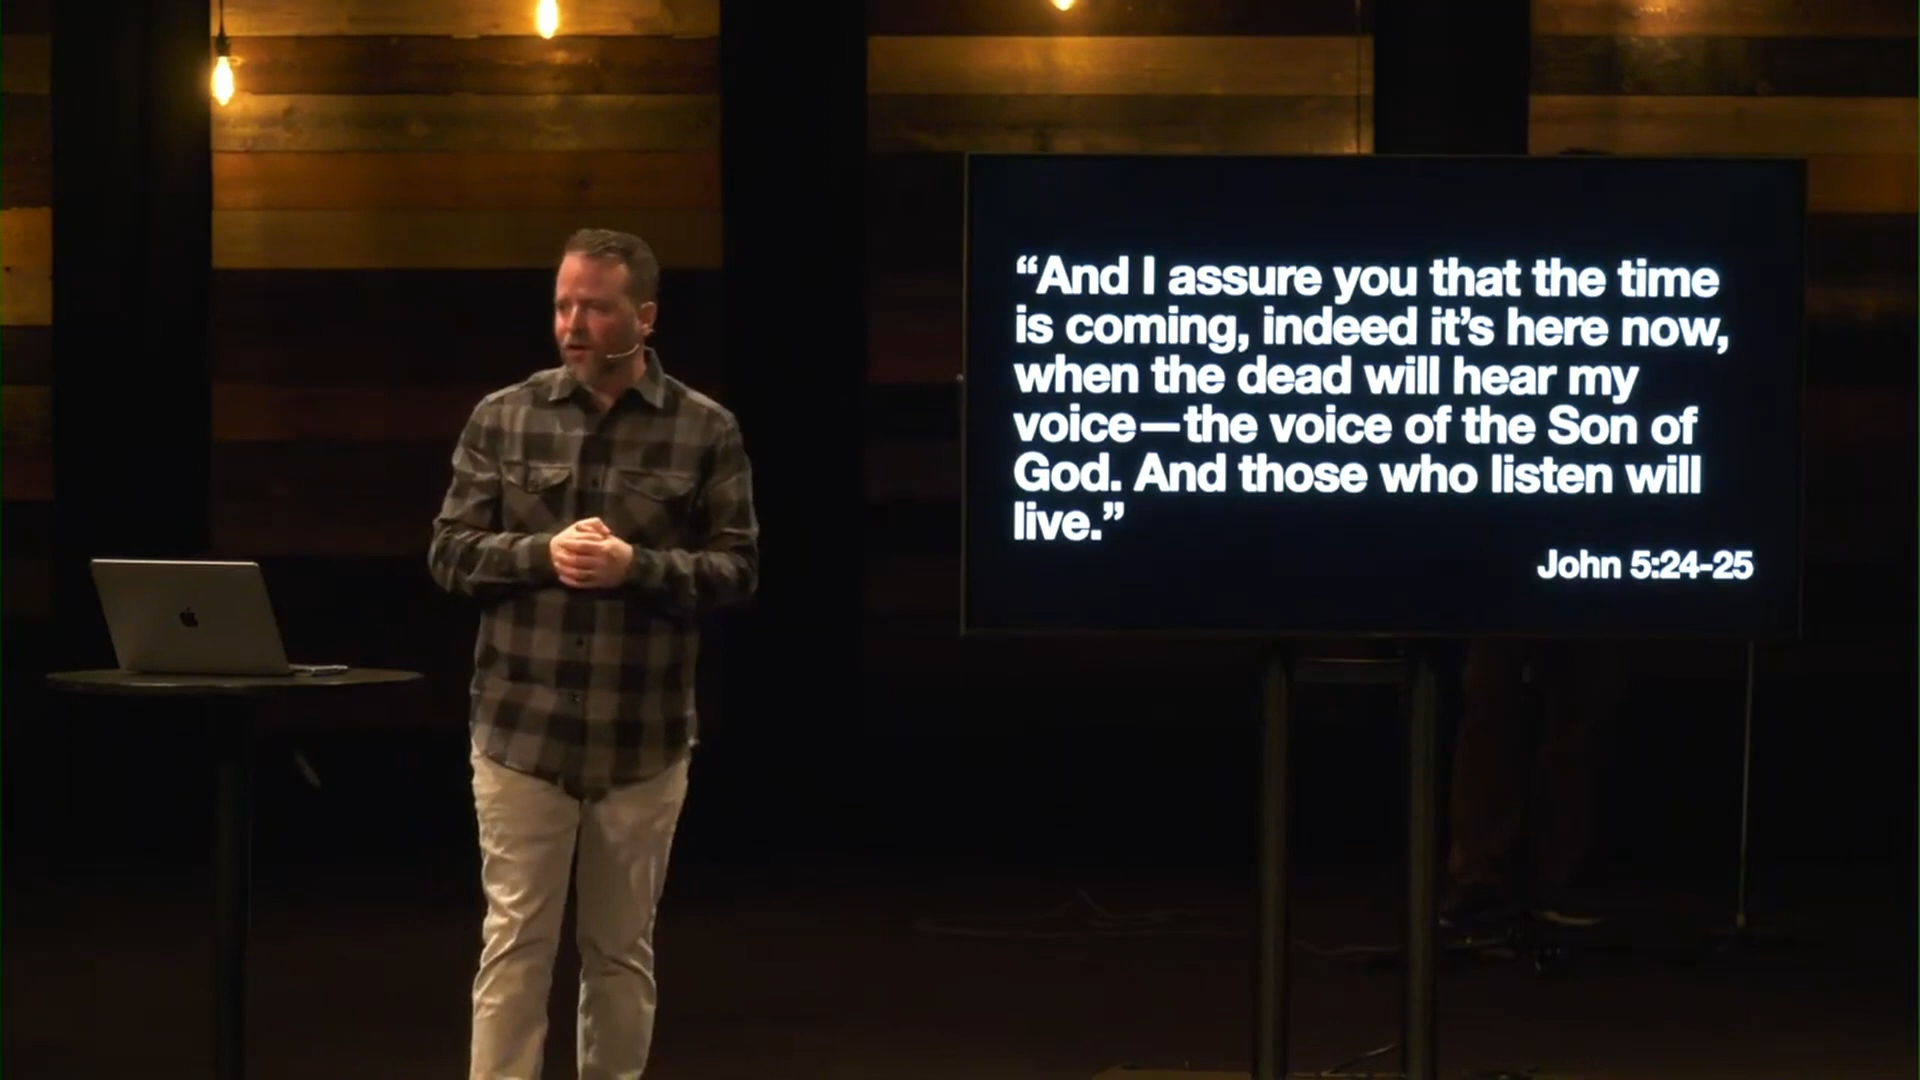 “And I assure you that the time
is coming, indeed it’s here now,
when the dead will hear my
voice—the voice of the Son of
God. And those who listen will
live.”
John 5:24-25